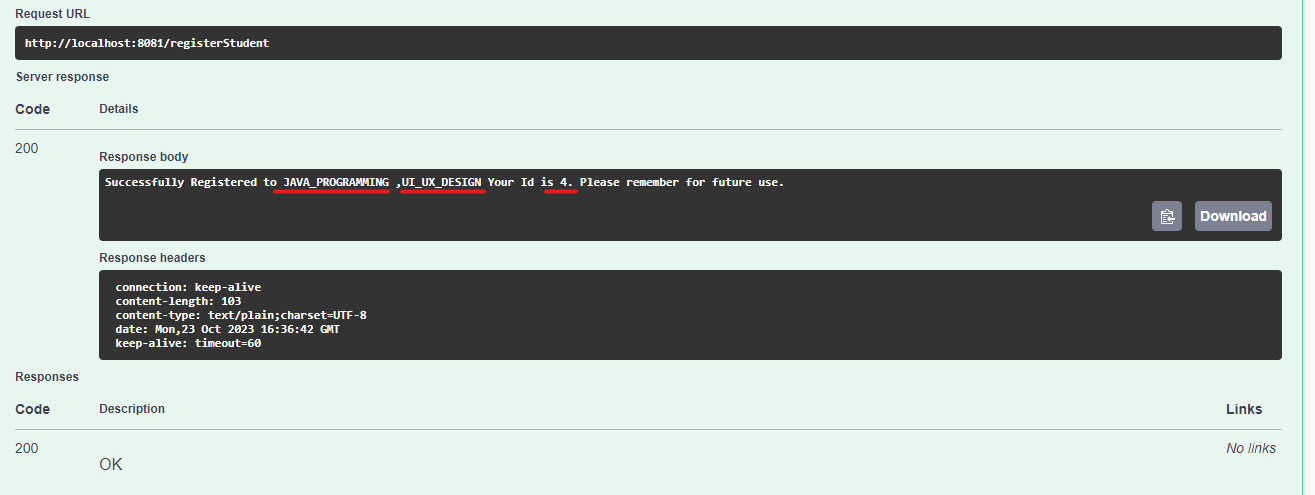 Request URL
http://localhost:8081/registerStudent
Server response
Code Details
200
Response body
Successfully Registered to JAVA_PROGRAMMING ,UI_UX_DESIGN Your Id is 4. Please remember for future use.
Download
Response headers
connection: keep-alive
content-length: 103
content-type: text/plain;charset=UTF-8
date: Mon,23 Oct 2023 16:36:42 GMT
keep-alive: timeout=60
Responses
Code Description Links
200 No links
OK